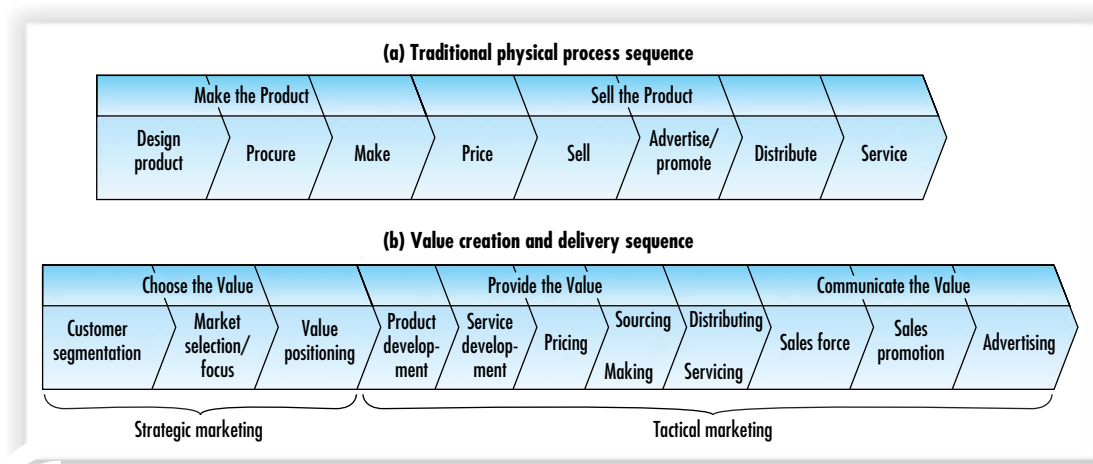 (a) Traditional physical process sequence
Make the Product
Sell the Product
Design
product
Procure
Make
Price
Sell
Advertise/
promote
Distribute
Service
(b) Value creation and delivery sequence
Choose the Value
Provide the Value
Communicate the Value
Customer
segmentation
Market
selection/
focus
Value
positioning
Product
develop-
ment
Service
develop-
ment
Pricing
Sourcing
Making
Distributing
Servicing
Sales force
Sales
promotion
Advertising
Strategic marketing
Tactical marketing